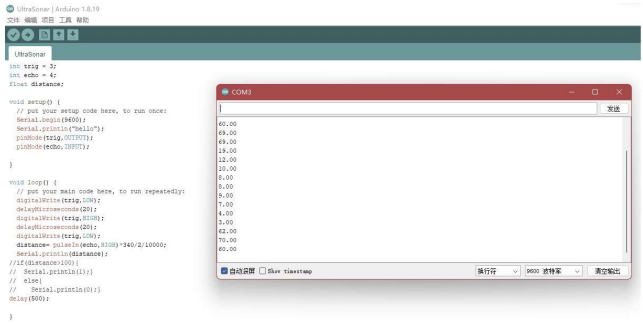 UltraSonar | Arduino 1.8.19
文件 编辑 项目 工具 帮助
UltraSonar
int trig = 3;
int echo = 4;
float distance;
void setup() {
// put your setup code here, to run once:
Serial.begin(9600);
Serial.println("hello");
pinMode(trig,OUTPUT);
pinMode(echo,INPUT);
}
void loop() {
// put your main code here, to run repeatedly:
digitalWrite(trig,LOW);
delayMicroseconds(20);
digitalWrite(trig,HIGH);
delayMicroseconds(20);
digitalWrite(trig,LOW);
distance= pulseIn(echo,HIGH)*340/2/10000;
Serial.println(distance);
//if(distance>100){
// Serial.println(1);}
// else{
// Serial.println(0);}
delay(500);
}
COM3
发送
60.00
69.00
69.00
19.00
12.00
10.00
8.00
8.00
9.00
7.00
4.00
3.00
62.00
70.00
60.00
自动滚屏 Show timestamp
换行符
9600 波特率
清空输出